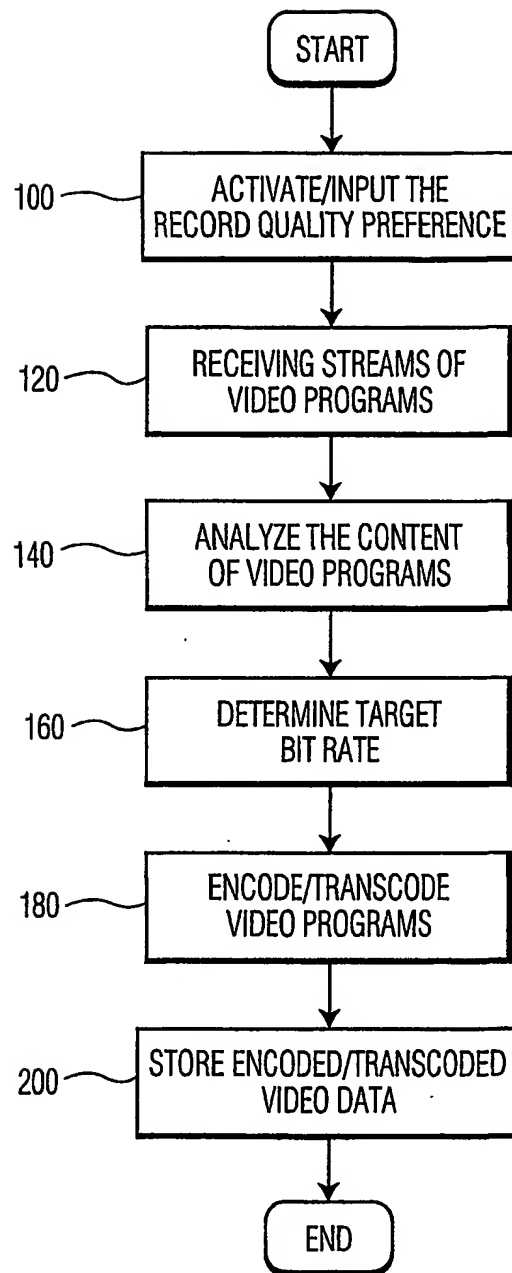 START
100
ACTIVATE/INPUT THE
RECORD QUALITY PREFERENCE
120
RECEIVING STREAMS OF
VIDEO PROGRAMS
140
ANALYZE THE CONTENT
OF VIDEO PROGRAMS
160
DETERMINE TARGET
BIT RATE
180
ENCODE/TRANSCODE
VIDEO PROGRAMS
200
STORE ENCODED/TRANSCODED
VIDEO DATA
END